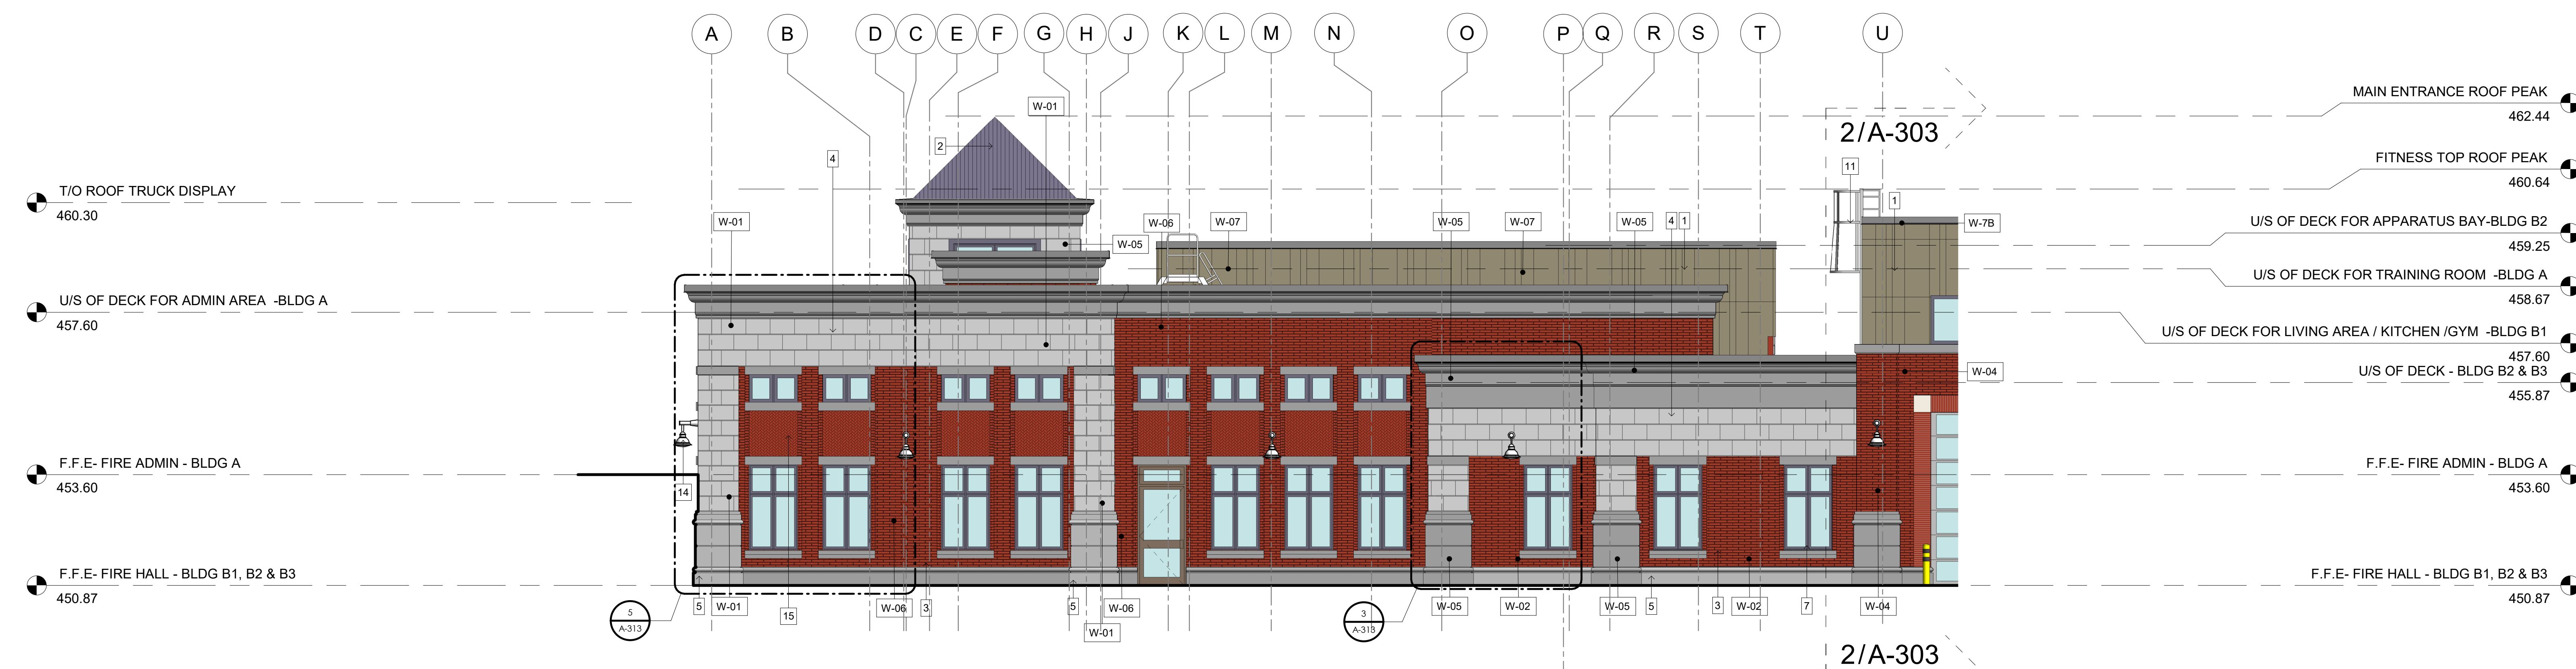 A B D C E F G H J K L M N O P Q R S T U
MAIN ENTRANCE ROOF PEAK
462.44
W-01
2/A-303
2
4
FITNESS TOP ROOF PEAK
460.64
11
T/O ROOF TRUCK DISPLAY
460.30
1
W-01
W-05
W-06
W-07
W-05
W-07
W-05
4
1
W-7B
U/S OF DECK FOR APPARATUS BAY-BLDG B2
459.25
U/S OF DECK FOR TRAINING ROOM -BLDG A
458.67
U/S OF DECK FOR ADMIN AREA -BLDG A
457.60
U/S OF DECK FOR LIVING AREA / KITCHEN /GYM -BLDG B1
457.60
W-04
U/S OF DECK - BLDG B2 & B3
455.87
F.F.E- FIRE ADMIN - BLDG A
453.60
F.F.E- FIRE ADMIN - BLDG A
453.60
14
F.F.E- FIRE HALL - BLDG B1, B2 & B3
450.87
F.F.E- FIRE HALL - BLDG B1, B2 & B3
450.87
5
W-01
15
W-06
3
5
W-06
W-01
W-05
W-02
W-05
5
3
W-02
7
W-04
5
A-313
3
A-313
2/A-303